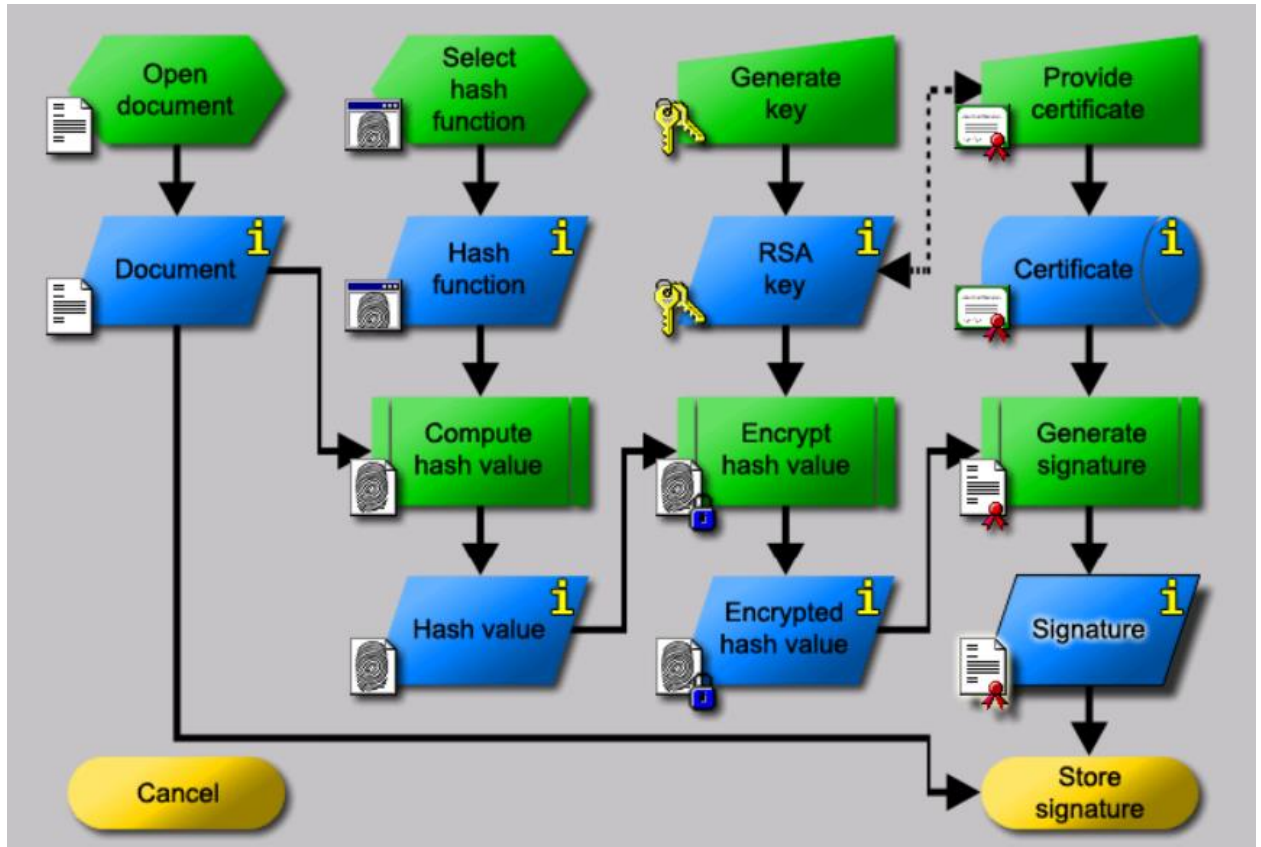 Open
document
Select
hash
function
Generate
key
Provide
certificate
Document
Hash
function
RSA
key
Certificate
Compute
hash value
Encrypt
hash value
Generate
signature
Hash value
Encrypted
hash value
Signature
Cancel
Store
signature